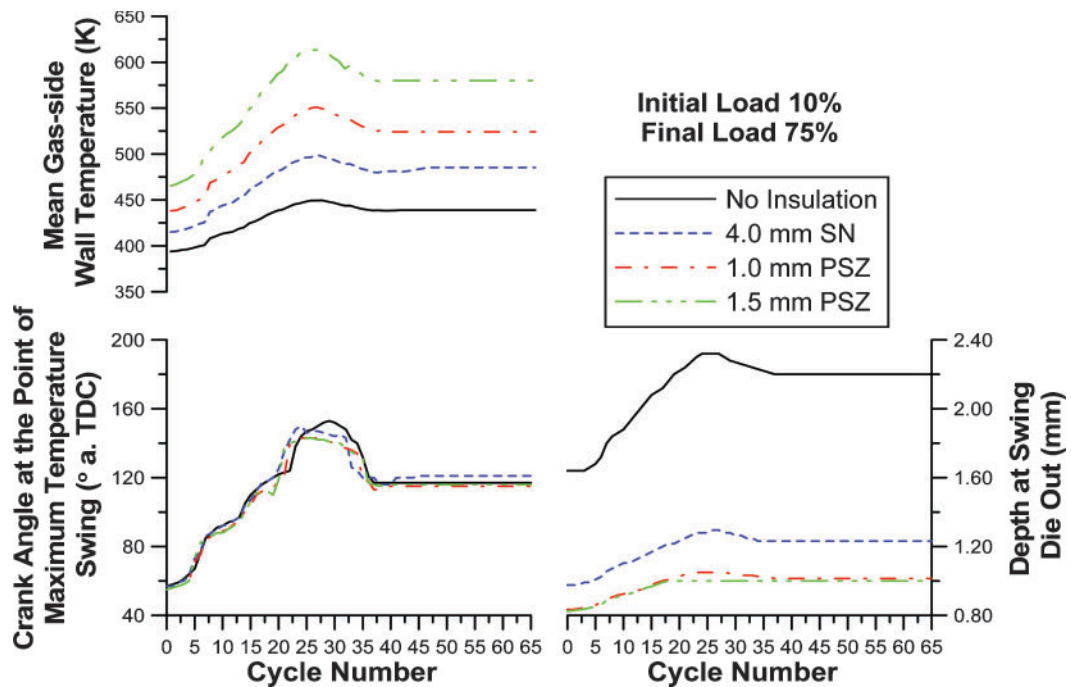 Mean Gas-side
Wall Temperature (K)
650
600
550
500
450
400
350
Initial Load 10%
Final Load 75%
No Insulation
4.0 mm SN
1.0 mm PSZ
1.5 mm PSZ
Crank Angle at the Point of
Maximum Temperature
Swing (° a. TDC)
200
160
120
80
40
0 5 10 15 20 25 30 35 40 45 50 55 60 65
Cycle Number
2.40
2.00
1.60
1.20
0.80
Depth at Swing
Die Out (mm)
0 5 10 15 20 25 30 35 40 45 50 55 60 65
Cycle Number